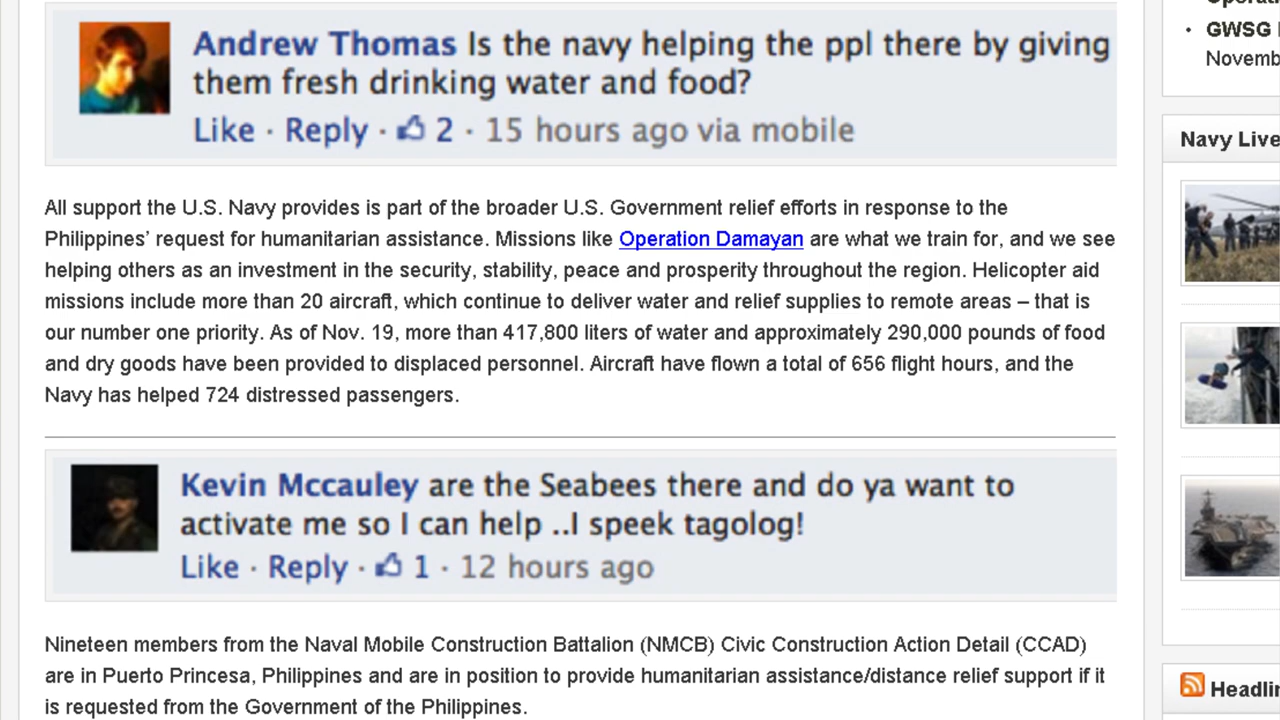 Andrew Thomas Is the navy helping the ppl there by giving
them fresh drinking water and food?
Like · Reply · 2 · 15 hours ago via mobile
All support the U.S. Navy provides is part of the broader U.S. Government relief efforts in response to the
Philippines’ request for humanitarian assistance. Missions like Operation Damayan are what we train for, and we see
helping others as an investment in the security, stability, peace and prosperity throughout the region. Helicopter aid
missions include more than 20 aircraft, which continue to deliver water and relief supplies to remote areas – that is
our number one priority. As of Nov. 19, more than 417,800 liters of water and approximately 290,000 pounds of food
and dry goods have been provided to displaced personnel. Aircraft have flown a total of 656 flight hours, and the
Navy has helped 724 distressed passengers.
Kevin Mccauley are the Seabees there and do ya want to
activate me so I can help ..I speek tagolog!
Like · Reply · 1 · 12 hours ago
Nineteen members from the Naval Mobile Construction Battalion (NMCB) Civic Construction Action Detail (CCAD)
are in Puerto Princesa, Philippines and are in position to provide humanitarian assistance/distance relief support if it
is requested from the Government of the Philippines.
• GWSG
Novemb
Navy Live
Headlin